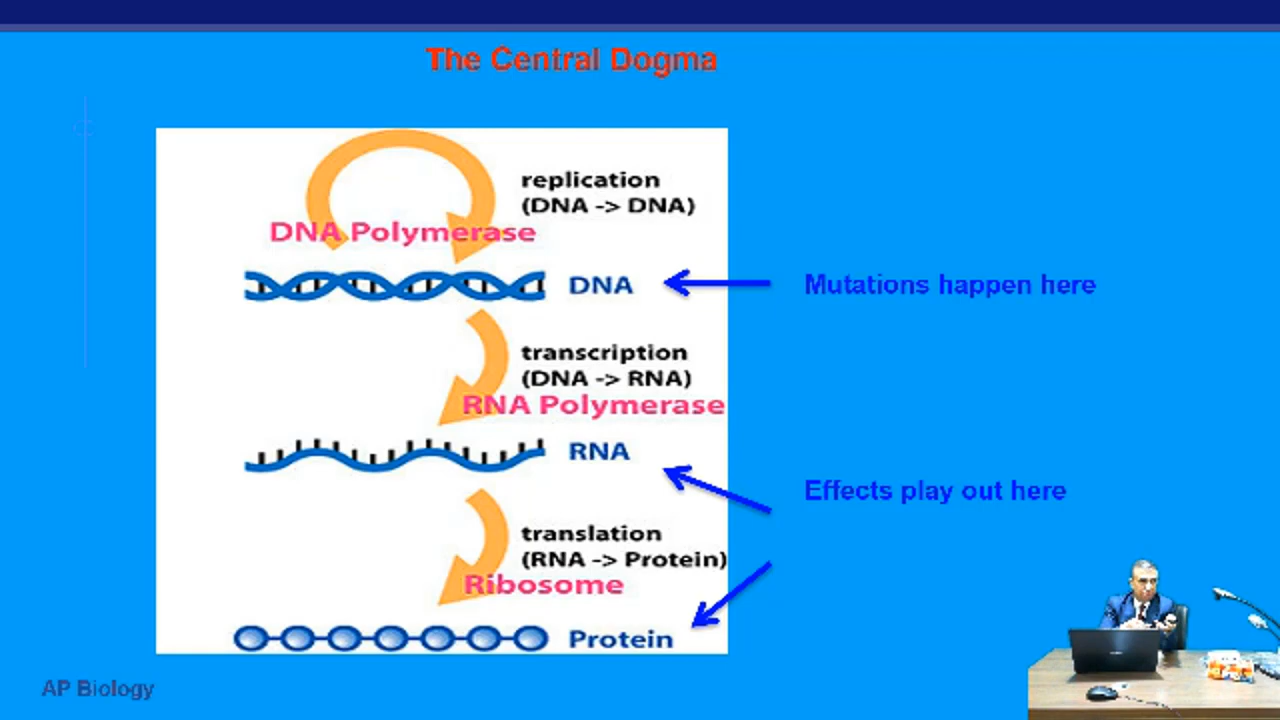 The Central Dogma
replication
(DNA -> DNA)
DNA Polymerase
DNA
Mutations happen here
transcription
(DNA -> RNA)
RNA Polymerase
RNA
Effects play out here
translation
(RNA -> Protein)
Ribosome
Protein
AP Biology